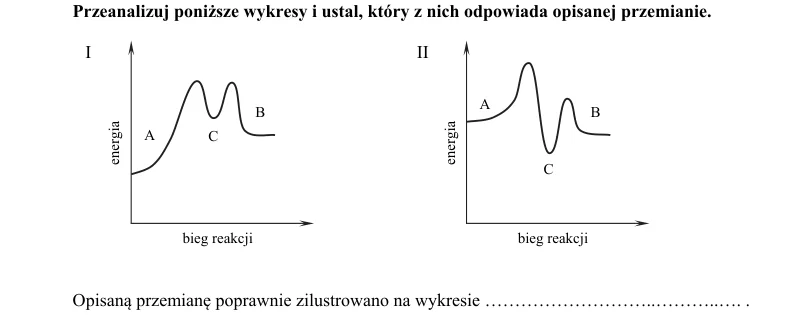 Przeanalizuj poniższe wykresy i ustal, który z nich odpowiada opisanej przemianie.
I
energia
A
C
B
bieg reakcji
II
energia
A
C
B
bieg reakcji
Opisaną przemianę poprawnie zilustrowano na wykresie ………………………..………..…. .